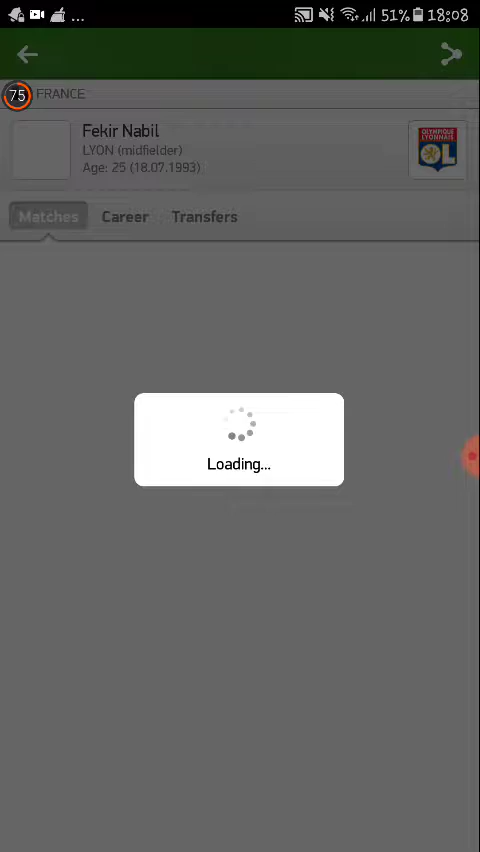 51% 18:08
75 FRANCE
Fekir Nabil
LYON (midfielder)
Age: 25 (18.07.1993)
OLYMPIQUE
LYONNAIS
OL
Matches Career Transfers
Loading...